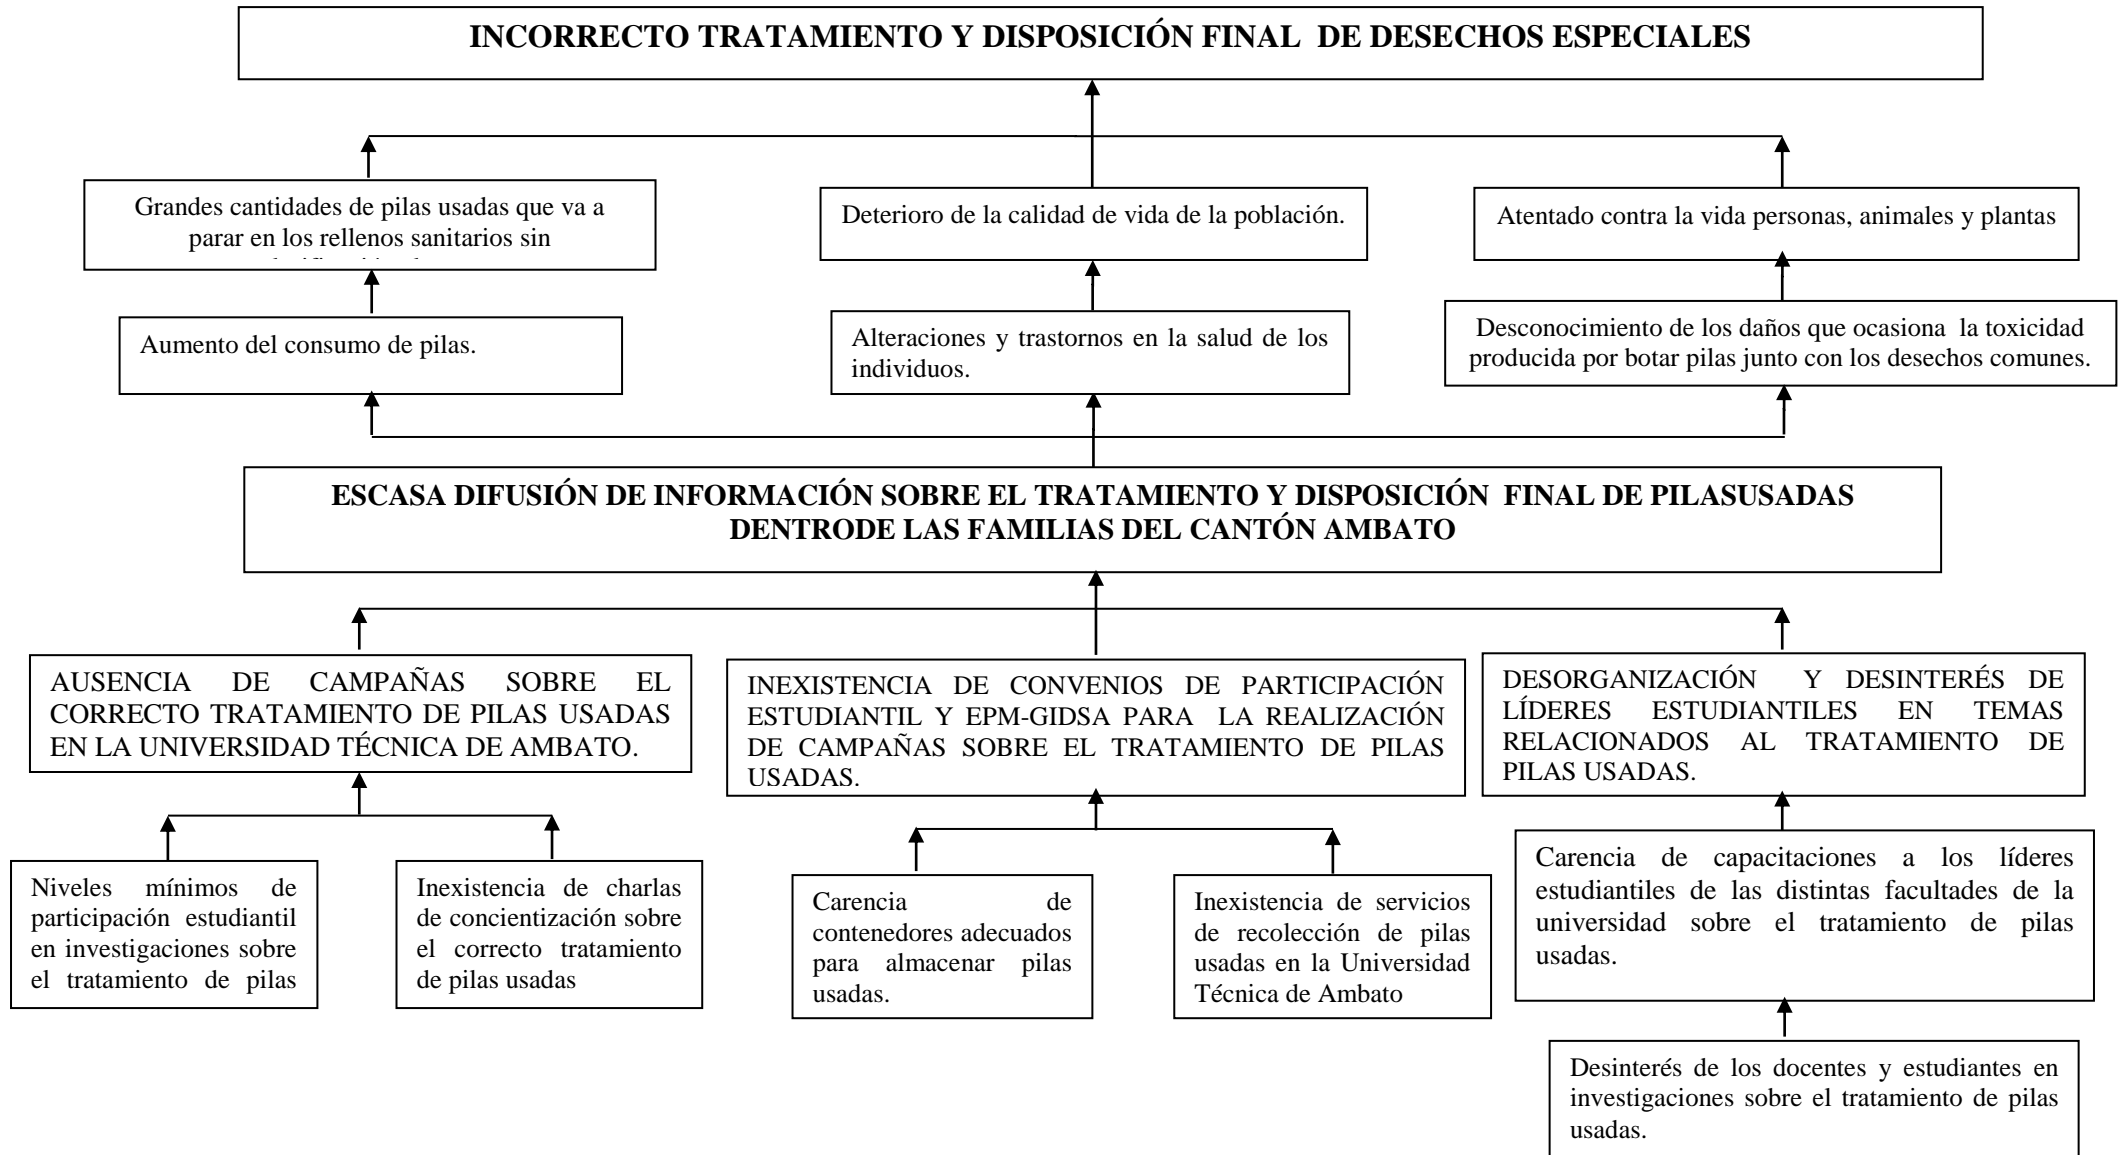 INCORRECTO TRATAMIENTO Y DISPOSICIÓN FINAL DE DESECHOS ESPECIALES
Grandes cantidades de pilas usadas que va a
parar en los rellenos sanitarios sin
Deterioro de la calidad de vida de la población.
Atentado contra la vida personas, animales y plantas
Aumento del consumo de pilas.
Alteraciones y trastornos en la salud de los
individuos.
Desconocimiento de los daños que ocasiona la toxicidad
producida por botar pilas junto con los desechos comunes.
ESCASA DIFUSIÓN DE INFORMACIÓN SOBRE EL TRATAMIENTO Y DISPOSICIÓN FINAL DE PILASUSADAS
DENTRODE LAS FAMILIAS DEL CANTÓN AMBATO
AUSENCIA DE CAMPAÑAS SOBRE EL
CORRECTO TRATAMIENTO DE PILAS USADAS
EN LA UNIVERSIDAD TÉCNICA DE AMBATO.
INEXISTENCIA DE CONVENIOS DE PARTICIPACIÓN
ESTUDIANTIL Y EPM-GIDSA PARA LA REALIZACIÓN
DE CAMPAÑAS SOBRE EL TRATAMIENTO DE PILAS
USADAS.
DESORGANIZACIÓN Y DESINTERÉS DE
LÍDERES ESTUDIANTILES EN TEMAS
RELACIONADOS AL TRATAMIENTO DE
PILAS USADAS.
Niveles mínimos de
participación estudiantil
en investigaciones sobre
el tratamiento de pilas
Inexistencia de charlas
de concientización sobre
el correcto tratamiento
de pilas usadas
Carencia de
contenedores adecuados
para almacenar pilas
usadas.
Inexistencia de servicios
de recolección de pilas
usadas en la Universidad
Técnica de Ambato
Carencia de capacitaciones a los líderes
estudiantiles de las distintas facultades de la
universidad sobre el tratamiento de pilas
usadas.
Desinterés de los docentes y estudiantes en
investigaciones sobre el tratamiento de pilas
usadas.